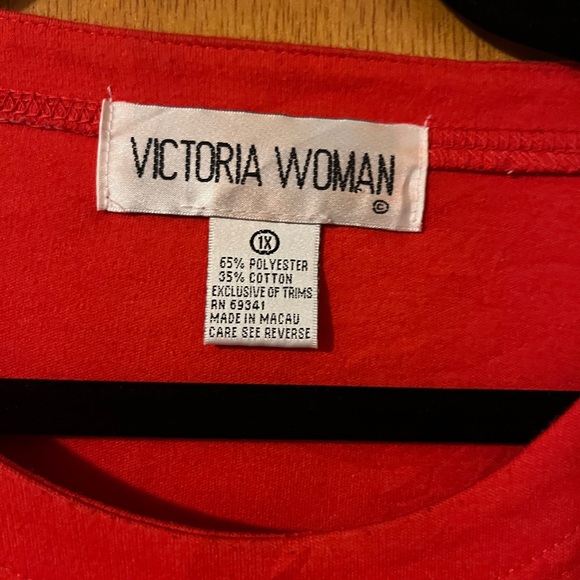 VICTORIA WOMAN
©
1X
65% POLYESTER
35% COTTON
EXCLUSIVE OF TRIMS
RN 69341
MADE IN MACAU
CARE SEE REVERSE